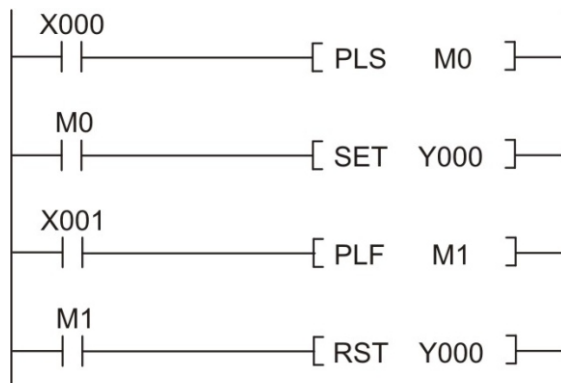 X000
[ PLS M0 ]
M0
[ SET Y000 ]
X001
[ PLF M1 ]
M1
[ RST Y000 ]